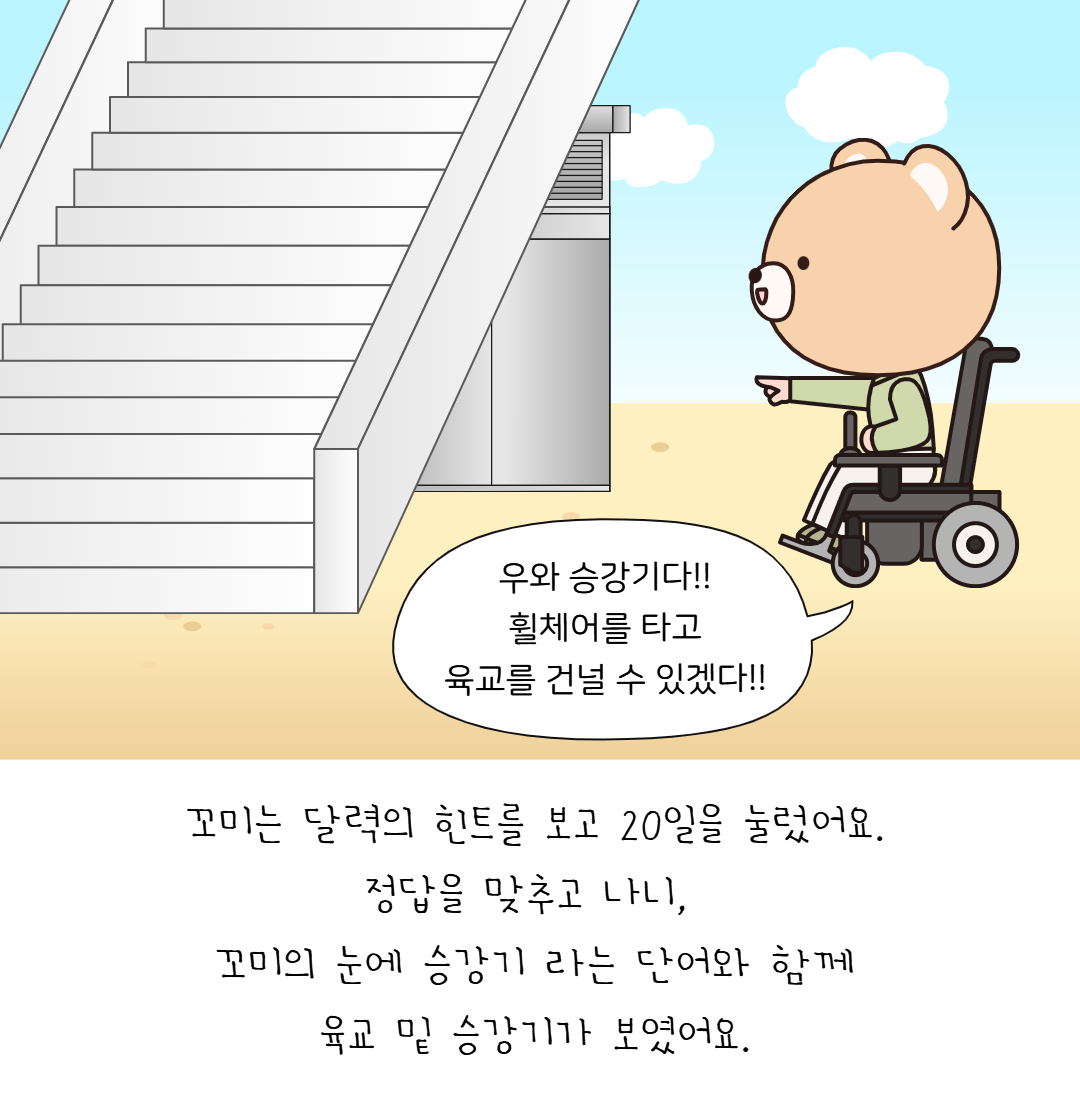 우와 승강기다!!
휠체어를 타고
육교를 건널 수 있겠다!!
꼬미는 달력의 힌트를 보고 20일을 눌렀어요.
정답을 맞추고 나니,
꼬미의 눈에 승강기 라는 단어와 함께
육교 밑 승강기가 보였어요.